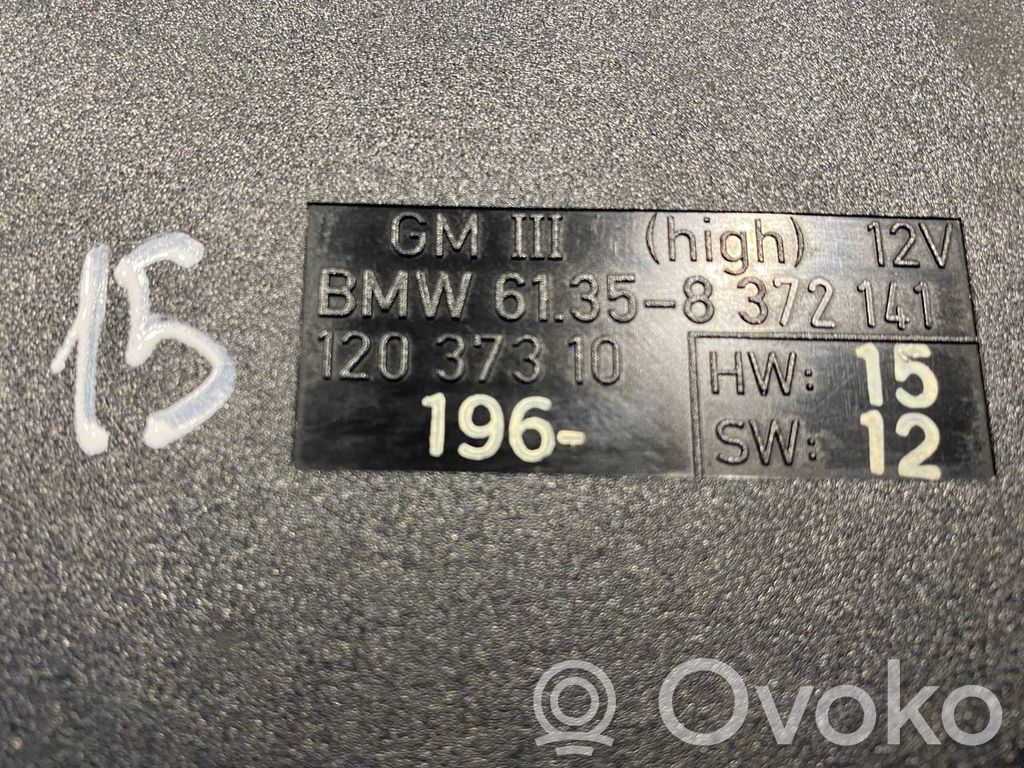 15
GM III (high) 12V
BMW 61.35-8 372 141
120 373 10
196-
HW: 15
SW: 12
Ovoko